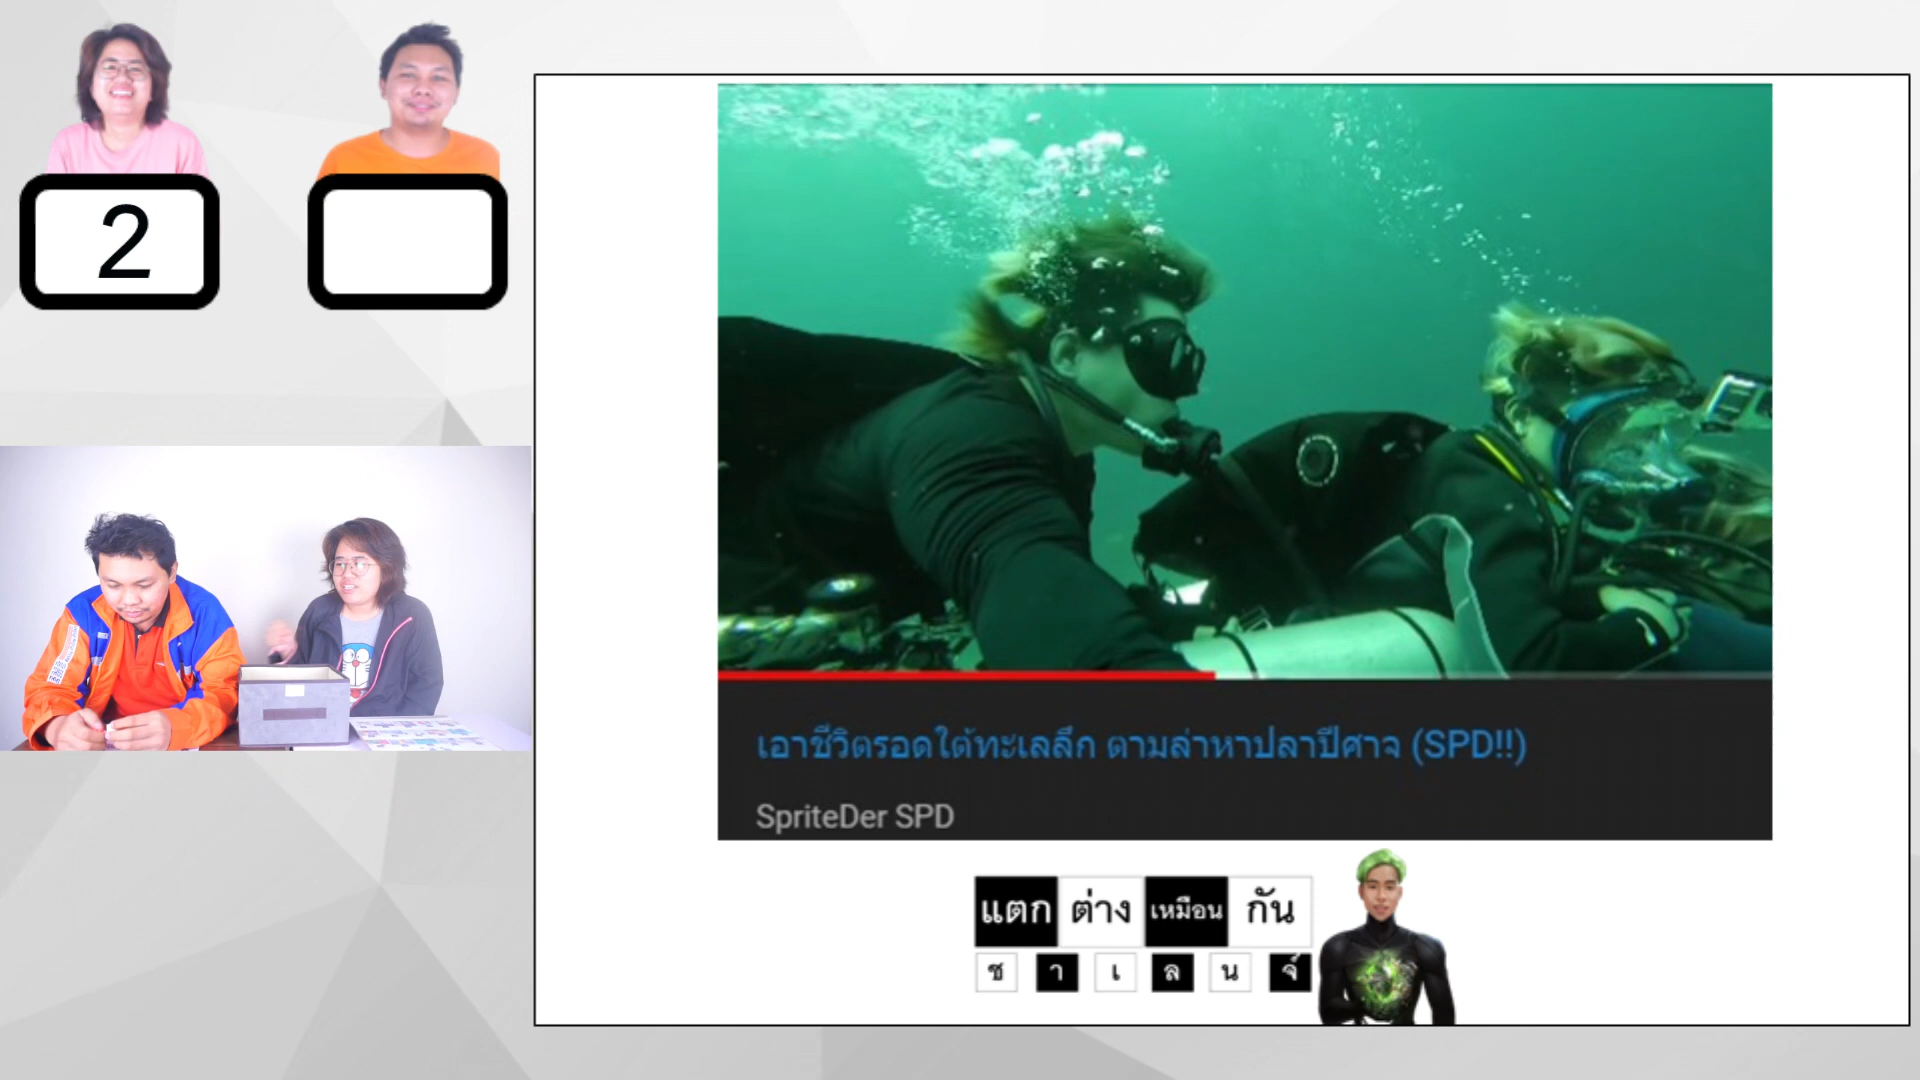 2
เอาชีวิตรอดใต้ทะเลลึก ตามล่าหาปลาปีศาจ (SPD!!)
SpriteDer SPD
แตก ต่าง เหมือน กัน
ช า เ ล น จ์